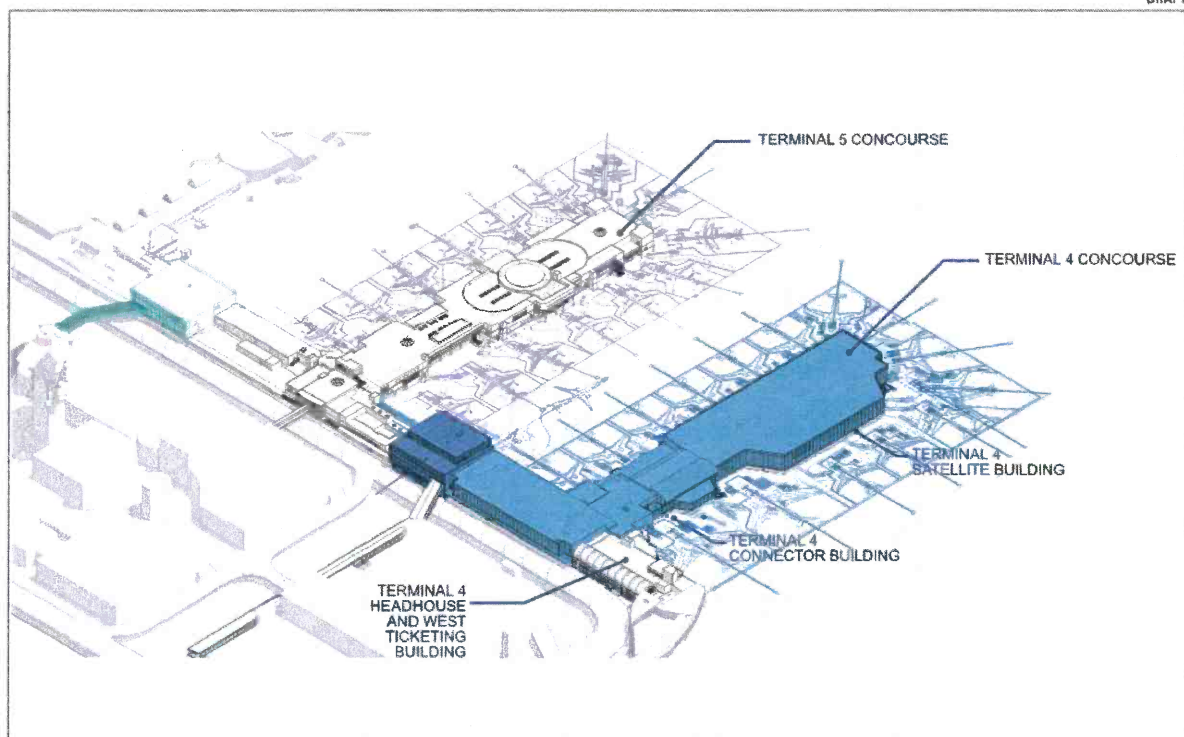 DRAFT
TERMINAL 5 CONCOURSE
TERMINAL 4 CONCOURSE
TERMINAL 4
SATELLITE BUILDING
TERMINAL 4
CONNECTOR BUILDING
TERMINAL 4
HEADHOUSE
AND WEST
TICKETING
BUILDING